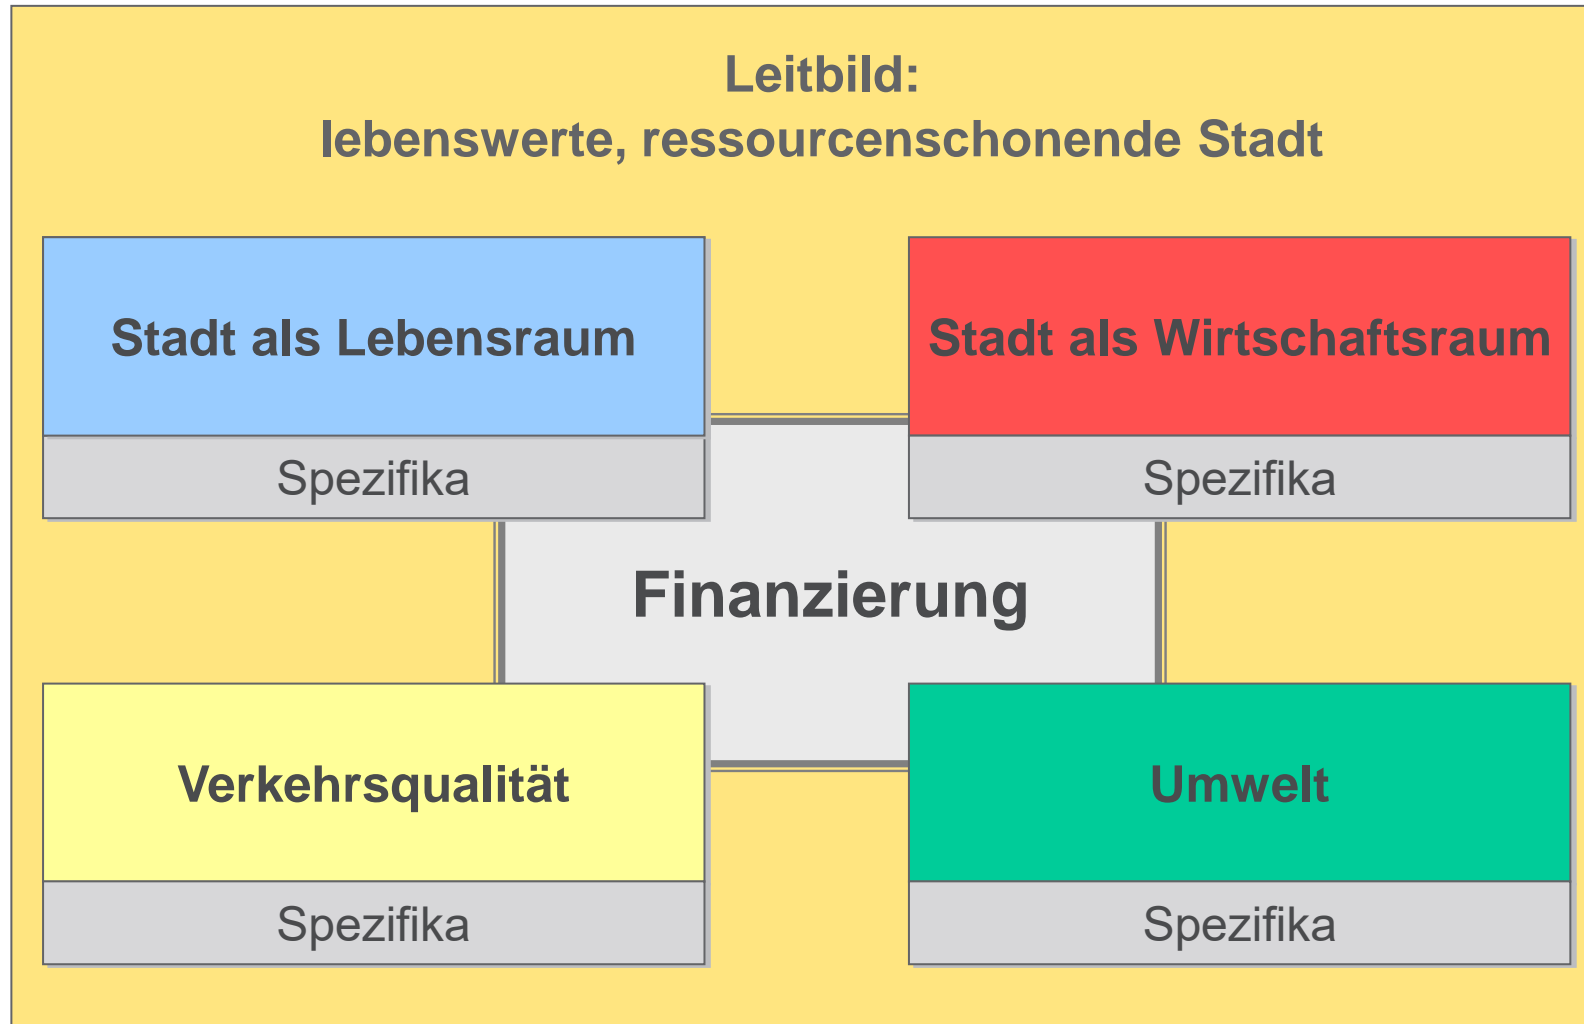 Leitbild:
lebenswerte, ressourcenschonende Stadt
Stadt als Lebensraum
Spezifika
Stadt als Wirtschaftsraum
Spezifika
Finanzierung
Verkehrsqualität
Spezifika
Umwelt
Spezifika